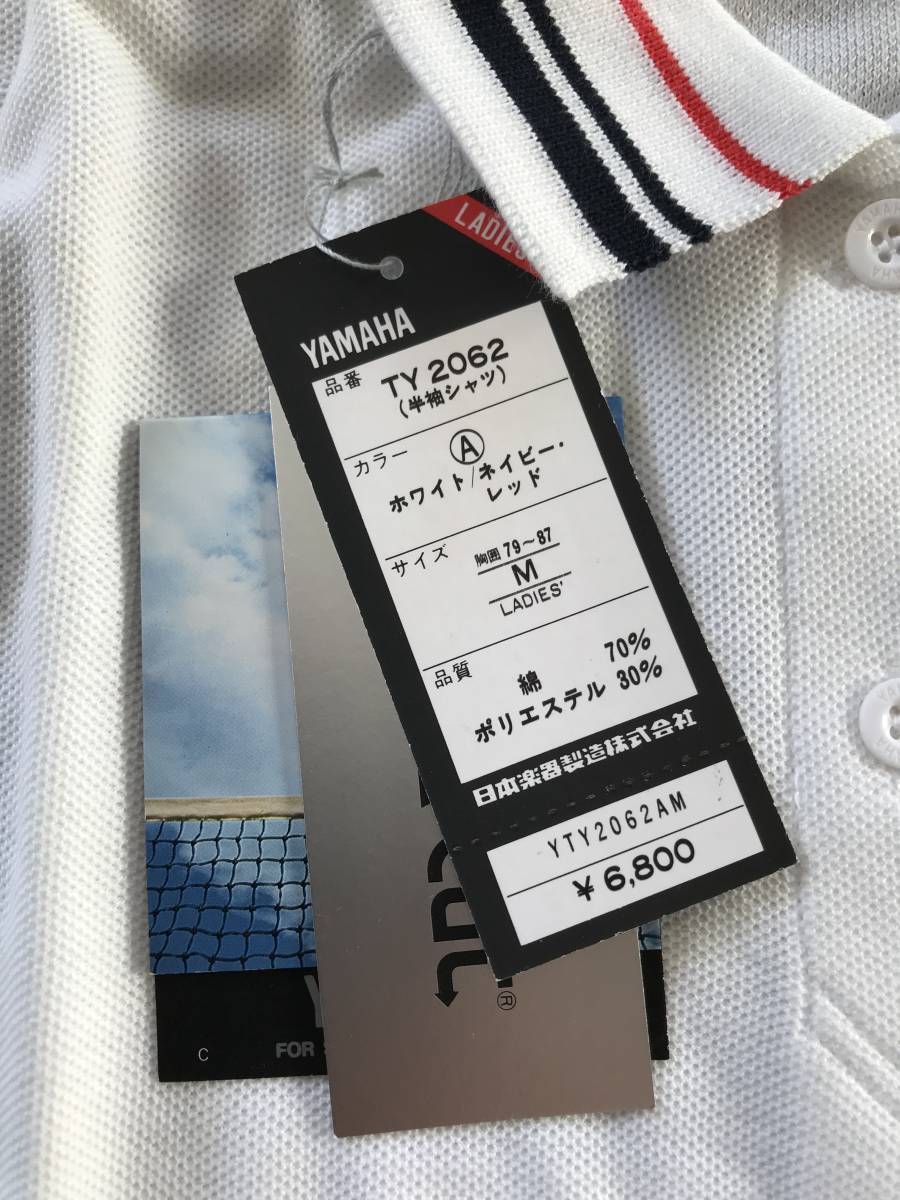 LADIES'
YAMAHA
品番 TY 2062
(半袖シャツ)
カラー Ⓐ
ホワイト/ネイビー・
レッド
サイズ 胸囲 79〜87
M
LADIES'
品質 綿 70%
ポリエステル 30%
日本楽器製造株式会社
YTY2062AM
¥6,800
®
C FOR
YAMAHA